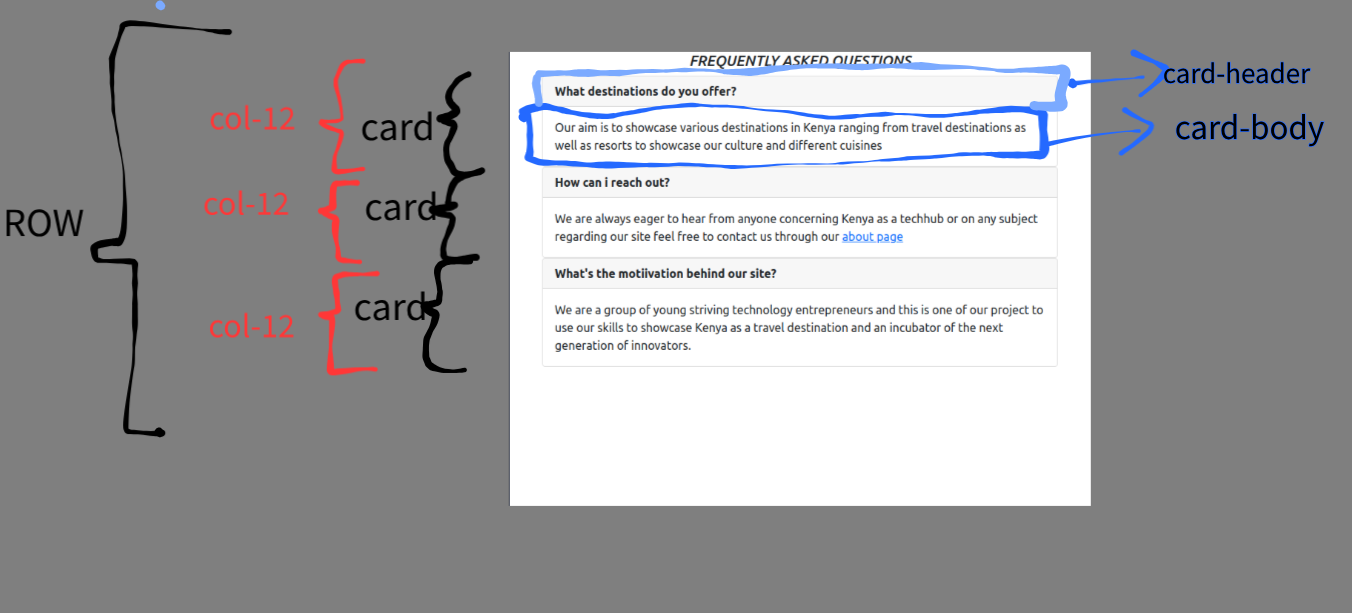 FREQUENTLY ASKED QUESTIONS
What destinations do you offer?
Our aim is to showcase various destinations in Kenya ranging from travel destinations as
well as resorts to showcase our culture and different cuisines
How can i reach out?
We are always eager to hear from anyone concerning Kenya as a techhub or on any subject
regarding our site feel free to contact us through our about page
What's the motiivation behind our site?
We are a group of young striving technology entrepreneurs and this is one of our project to
use our skills to showcase Kenya as a travel destination and an incubator of the next
generation of innovators.
ROW
col-12
card
col-12
card
col-12
card
card-header
card-body